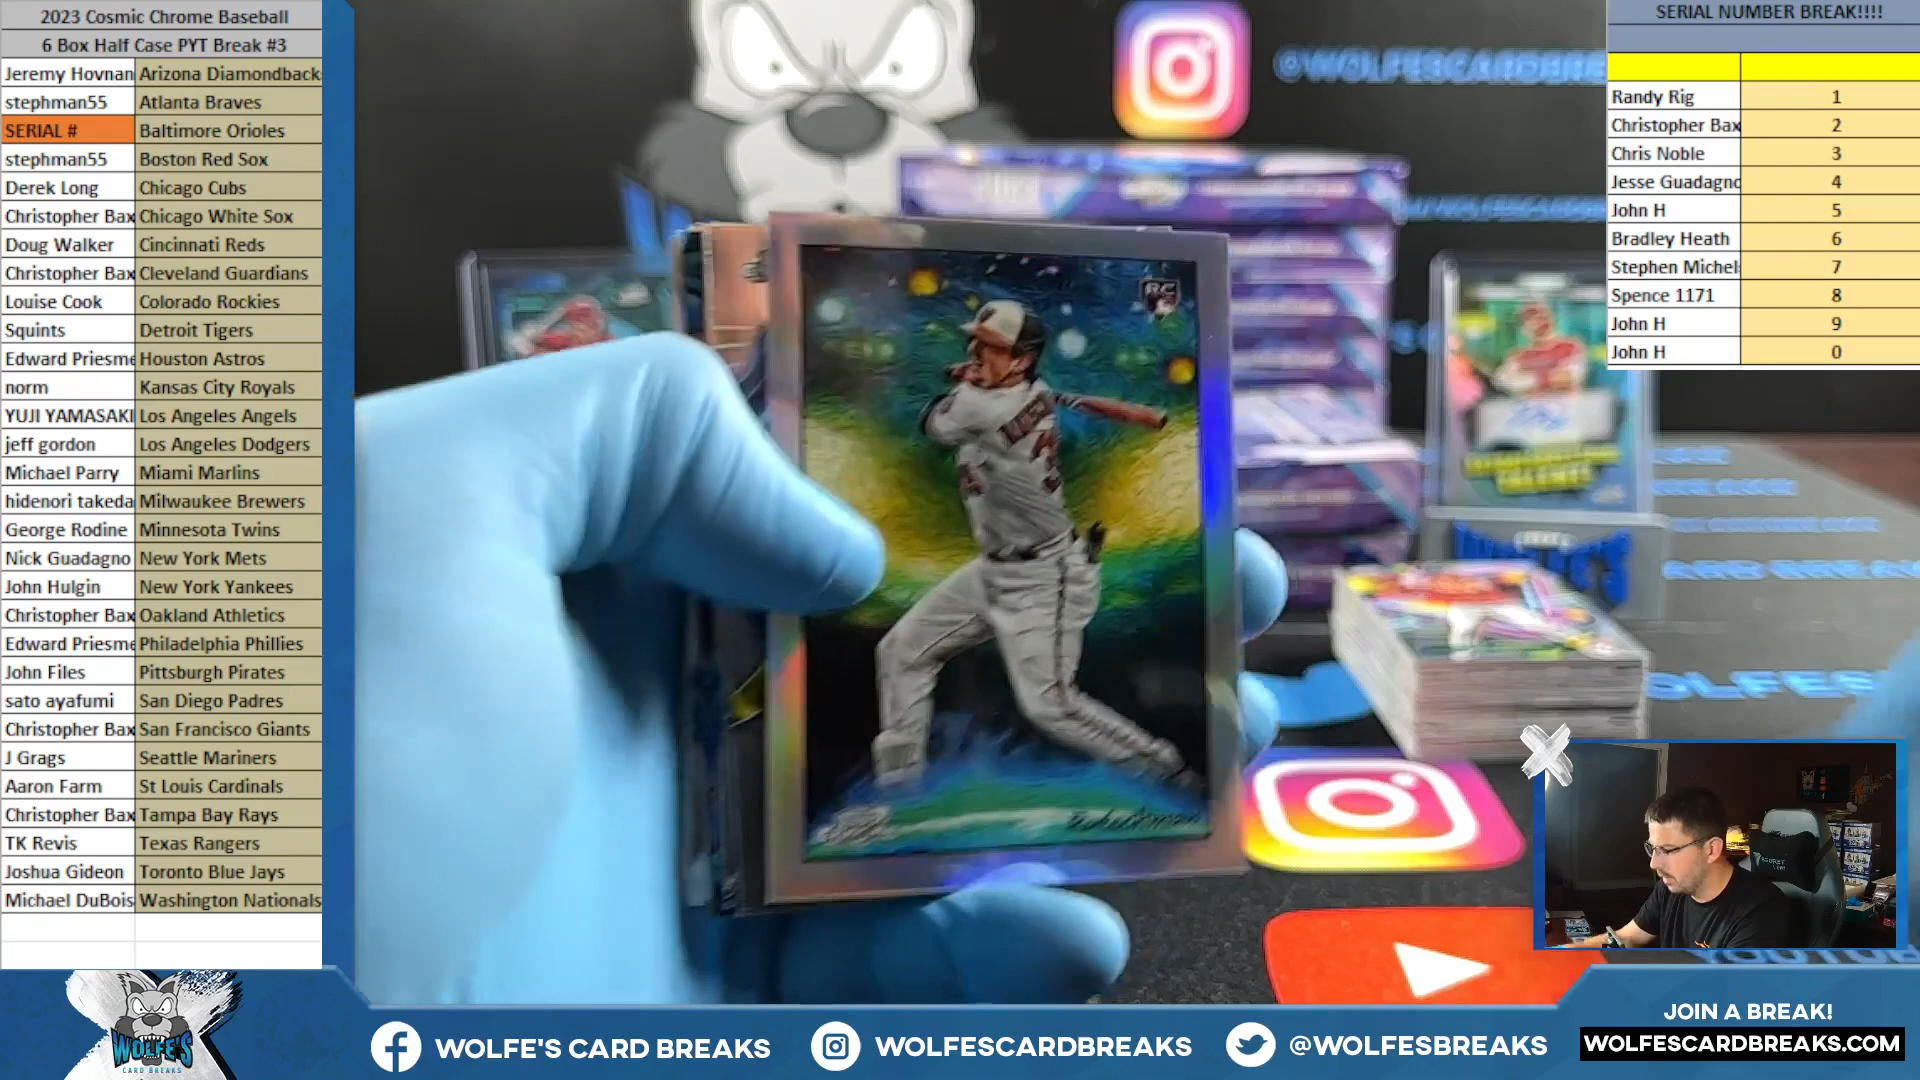 2023 Cosmic Chrome Baseball
6 Box Half Case PYT Break #3
Jeremy Hovnan Arizona Diamondback
stephman55 Atlanta Braves
SERIAL # Baltimore Orioles
stephman55 Boston Red Sox
Derek Long Chicago Cubs
Christopher Bax Chicago White Sox
Doug Walker Cincinnati Reds
Christopher Bax Cleveland Guardians
Louise Cook Colorado Rockies
Squints Detroit Tigers
Edward Priesme Houston Astros
norm Kansas City Royals
YUJI YAMASAKI Los Angeles Angels
jeff gordon Los Angeles Dodgers
Michael Parry Miami Marlins
hidenori takeda Milwaukee Brewers
George Rodine Minnesota Twins
Nick Guadagno New York Mets
John Hulgin New York Yankees
Christopher Bax Oakland Athletics
Edward Priesme Philadelphia Phillies
John Files Pittsburgh Pirates
sato ayafumi San Diego Padres
Christopher Bax San Francisco Giants
J Grags Seattle Mariners
Aaron Farm St Louis Cardinals
Christopher Bax Tampa Bay Rays
TK Revis Texas Rangers
Joshua Gideon Toronto Blue Jays
Michael DuBois Washington Nationals
SERIAL NUMBER BREAK!!!!
Randy Rig 1
Christopher Bax 2
Chris Noble 3
Jesse Guadagno 4
John H 5
Bradley Heath 6
Stephen Michel 7
Spence 1171 8
John H 9
John H 0
@WOLFESCARDBRE
RC
WOLFE'S
CARD BREAKS
WOLFE'S CARD BREAKS
WOLFESCARDBREAKS
@WOLFESBREAKS
JOIN A BREAK!
WOLFESCARDBREAKS.COM